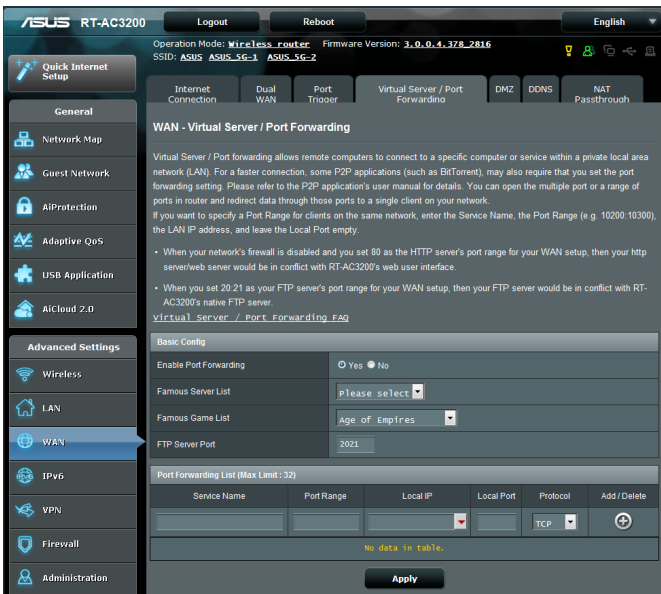 ASUS RT-AC3200 Logout Reboot English
Operation Mode: Wireless router Firmware Version: 3.0.0.4.378_2816
SSID: ASUS ASUS_5G-1 ASUS_5G-2
Quick Internet
Setup
General
Network Map
Guest Network
AiProtection
Adaptive QoS
USB Application
AiCloud 2.0
Advanced Settings
Wireless
LAN
WAN
IPv6
VPN
Firewall
Administration
Internet
Connection
Dual
WAN
Port
Trigger
Virtual Server / Port
Forwarding
DMZ
DDNS
NAT
Passthrough
WAN - Virtual Server / Port Forwarding
Virtual Server / Port forwarding allows remote computers to connect to a specific computer or service within a private local area
network (LAN). For a faster connection, some P2P applications (such as BitTorrent), may also require that you set the port
forwarding setting. Please refer to the P2P application's user manual for details. You can open the multiple port or a range of
ports in router and redirect data through those ports to a single client on your network.
If you want to specify a Port Range for clients on the same network, enter the Service Name, the Port Range (e.g. 10200:10300),
the LAN IP address, and leave the Local Port empty.
• When your network's firewall is disabled and you set 80 as the HTTP server's port range for your WAN setup, then your http
server/web server would be in conflict with RT-AC3200's web user interface.
• When you set 20:21 as your FTP server's port range for your WAN setup, then your FTP server would be in conflict with RT-
AC3200's native FTP server.
Virtual Server / Port Forwarding FAQ
Basic Config
Enable Port Forwarding Yes No
Famous Server List Please select
Famous Game List Age of Empires
FTP Server Port 2021
Port Forwarding List (Max Limit : 32)
Service Name Port Range Local IP Local Port Protocol Add / Delete
TCP
No data in table.
Apply